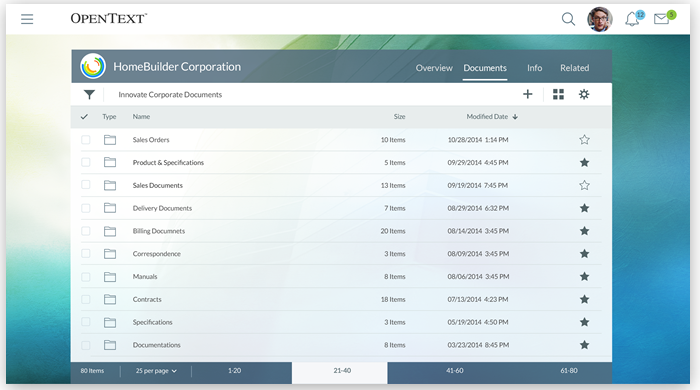 OPENTEXT™
12
5
HomeBuilder Corporation
Overview Documents Info Related
Innovate Corporate Documents
Type Name Size Modified Date
Sales Orders 10 Items 10/28/2014 1:14 PM
Product & Specifications 5 Items 09/29/2014 4:45 PM
Sales Documents 13 Items 09/19/2014 7:45 PM
Delivery Documents 7 Items 08/29/2014 6:32 PM
Billing Documnets 20 Items 08/14/2014 3:45 PM
Correspondence 3 Items 08/09/2014 3:45 PM
Manuals 8 Items 08/06/2014 3:45 PM
Contracts 18 Items 07/13/2014 4:23 PM
Specifications 3 Items 05/19/2014 4:50 PM
Documentations 8 Items 03/23/2014 8:45 PM
80 Items 25 per page 1-20 21-40 41-60 61-80